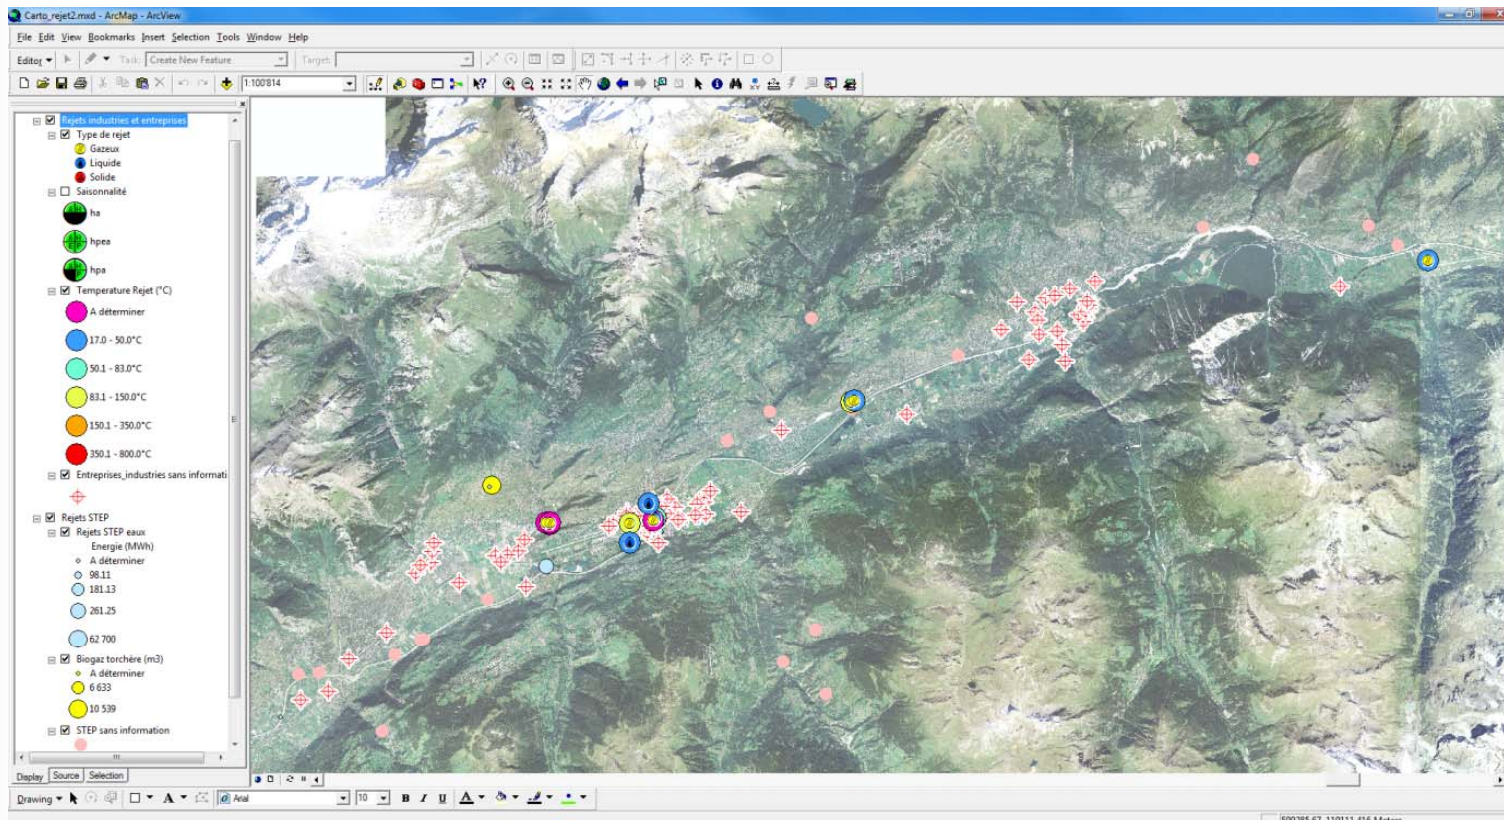 Carto_rejet2.mxd - ArcMap - ArcView
File Edit View Bookmarks Insert Selection Tools Window Help
Editor Task: Create New Feature Target:
1:100'814
Rejets industries et entreprises
Type de rejet
Gazeux
Liquide
Solide
Saisonnalité
ha
hpea
hpa
Temperature Rejet (°C)
A déterminer
17.0 - 50.0°C
50.1 - 83.0°C
83.1 - 150.0°C
150.1 - 350.0°C
350.1 - 800.0°C
Entreprises_industries sans informati
Rejets STEP
Rejets STEP eaux
Energie (MWh)
A déterminer
98.11
181.13
261.25
62 700
Biogaz torchère (m3)
A déterminer
6 633
10 539
STEP sans information
Display Source Selection
Drawing A Arial 10 B I U A